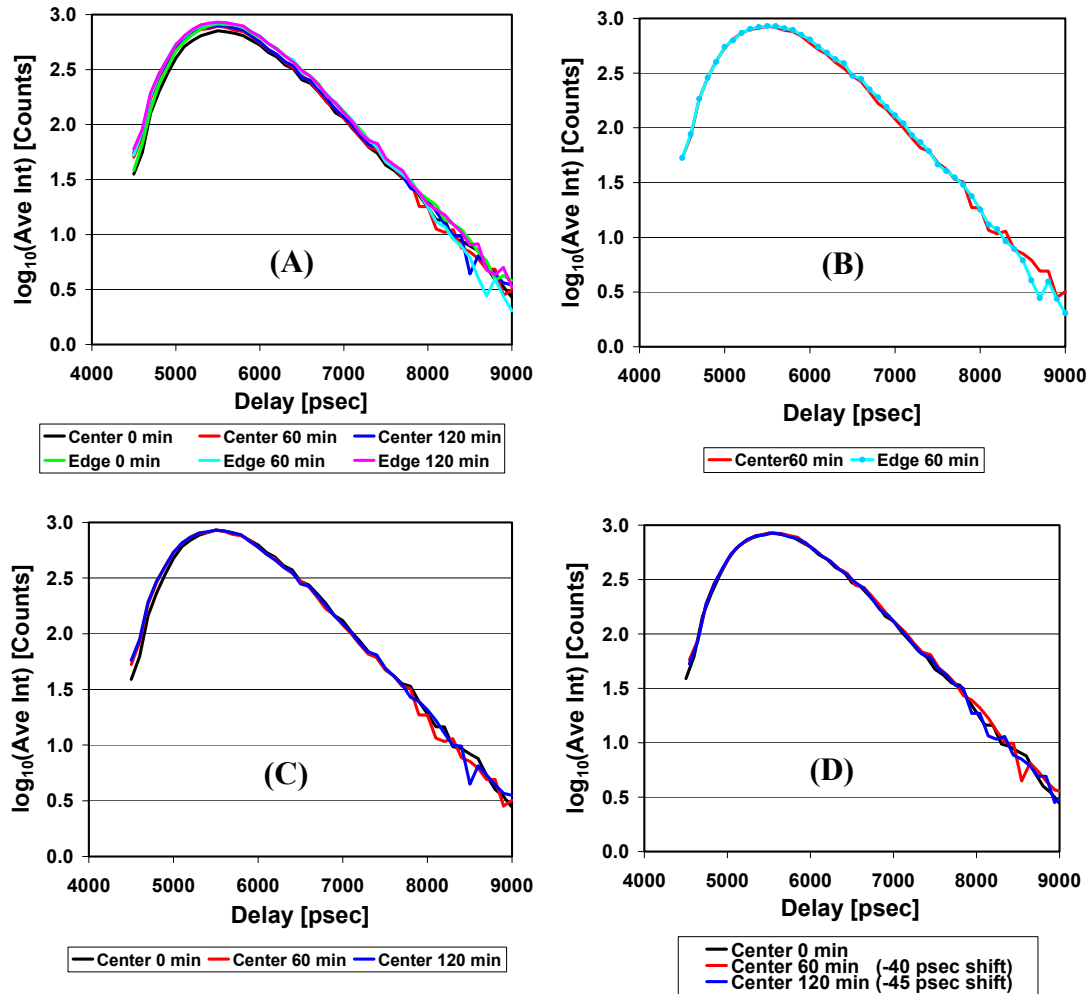 3.0
2.5
2.0
1.5
1.0
0.5
0.0
log10(Ave Int) [Counts]
(A)
4000 5000 6000 7000 8000 9000
Delay [psec]
Center 0 min Center 60 min Center 120 min
Edge 0 min Edge 60 min Edge 120 min
3.0
2.5
2.0
1.5
1.0
0.5
0.0
log10(Ave Int) [Counts]
(B)
4000 5000 6000 7000 8000 9000
Delay [psec]
Center60 min Edge 60 min
3.0
2.5
2.0
1.5
1.0
0.5
0.0
log10(Ave Int) [Counts]
(C)
4000 5000 6000 7000 8000 9000
Delay [psec]
Center 0 min Center 60 min Center 120 min
3.0
2.5
2.0
1.5
1.0
0.5
0.0
log10(Ave Int) [Counts]
(D)
4000 5000 6000 7000 8000 9000
Delay [psec]
Center 0 min
Center 60 min (-40 psec shift)
Center 120 min (-45 psec shift)